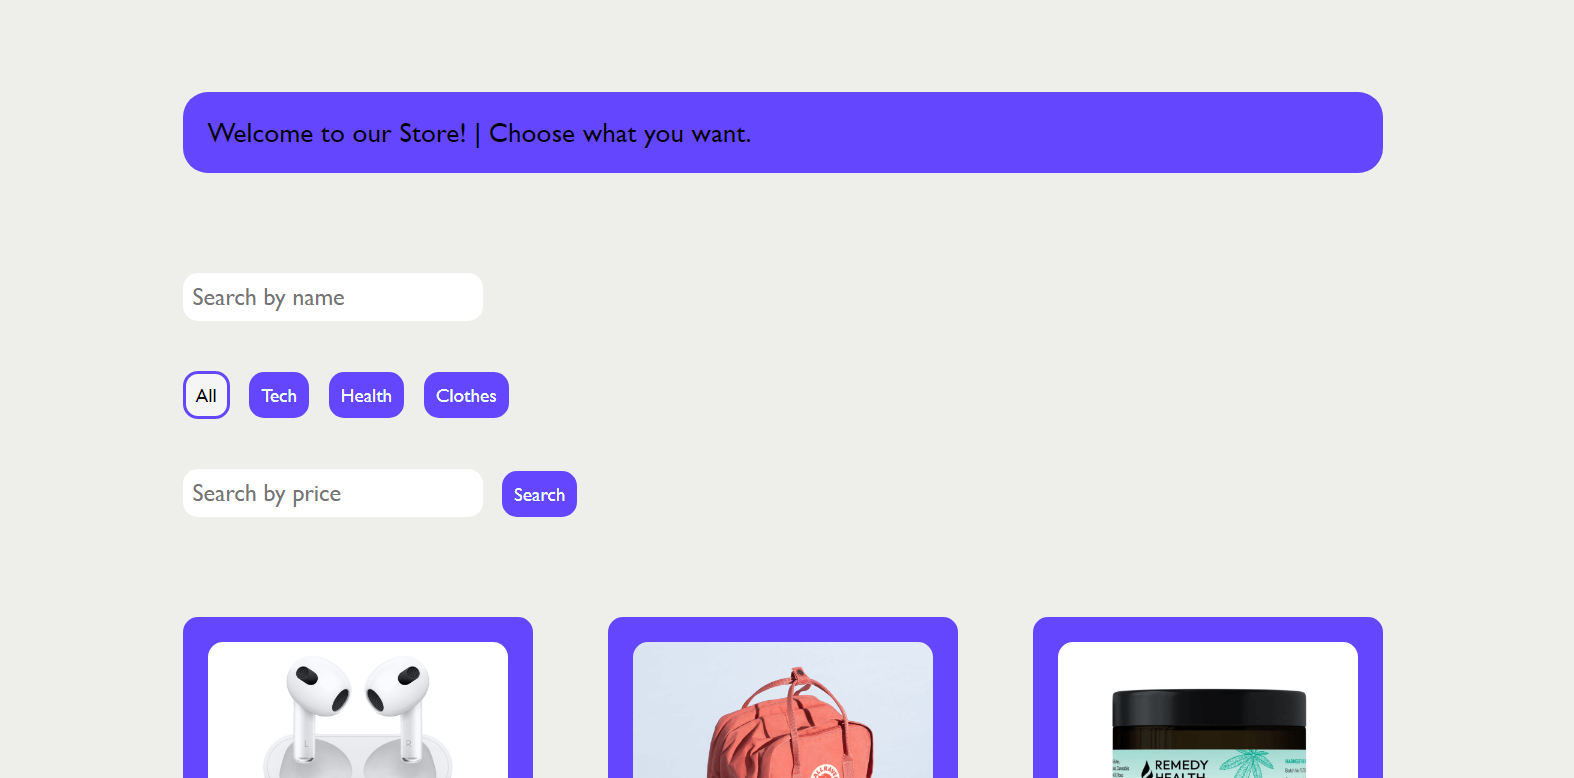 Welcome to our Store! | Choose what you want.
Search by name
All Tech Health Clothes
Search by price Search
L R
REMEDY
HEALTH